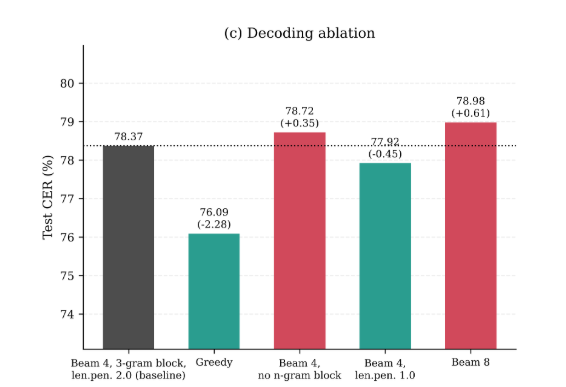 (c) Decoding ablation
Test CER (%)
80
79
78
77
76
75
74
78.37
76.09
(-2.28)
78.72
(+0.35)
77.92
(-0.45)
78.98
(+0.61)
Beam 4, 3-gram block,
len.pen. 2.0 (baseline)
Greedy
Beam 4,
no n-gram block
Beam 4,
len.pen. 1.0
Beam 8